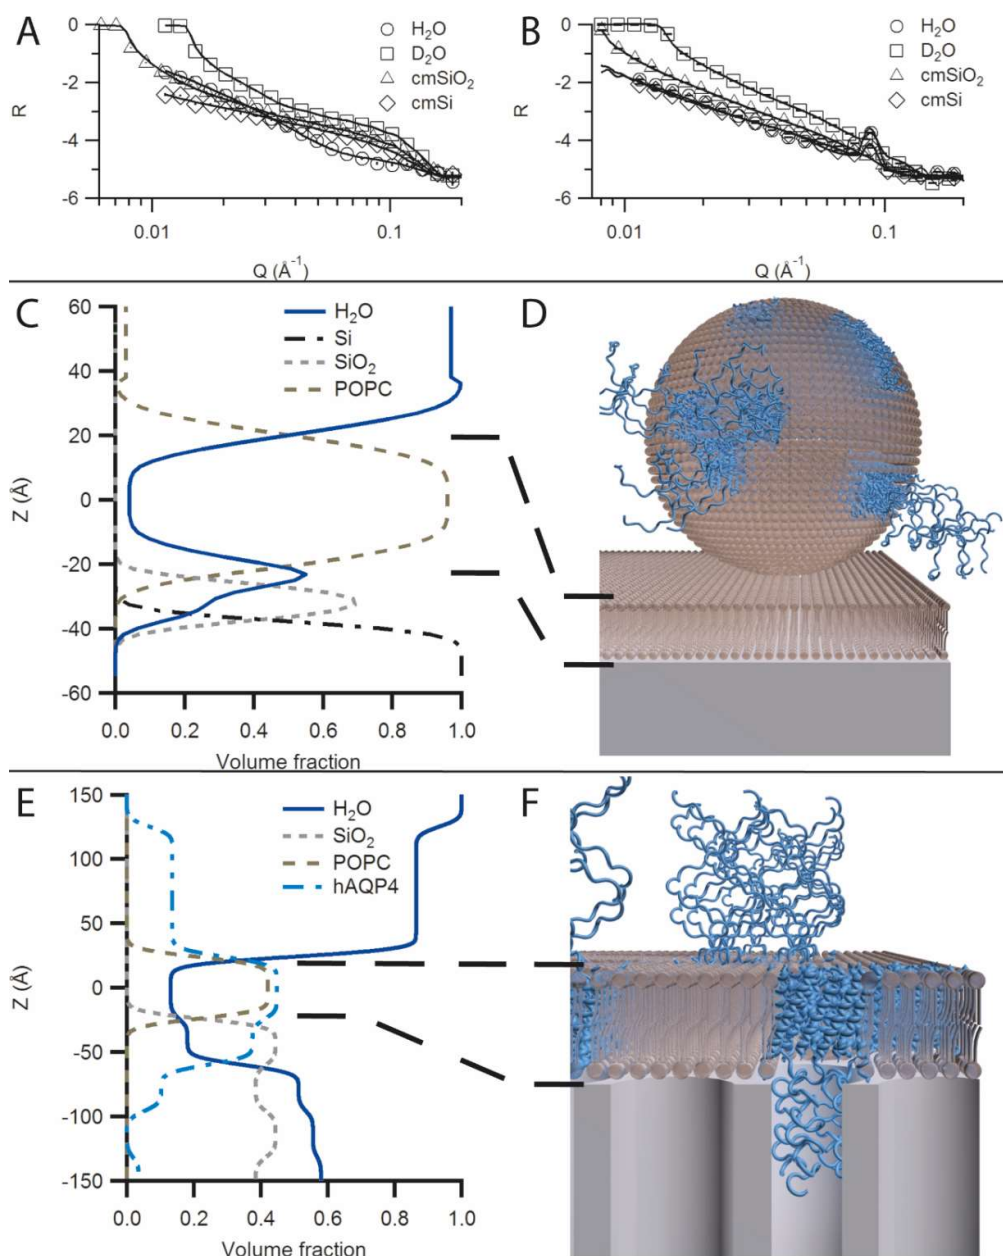 A
0
-2
-4
-6
R
0.01
0.1
Q (Å⁻¹)
H₂O
D₂O
cmSiO₂
cmSi
B
0
-2
-4
-6
R
0.01
0.1
Q (Å⁻¹)
H₂O
D₂O
cmSiO₂
cmSi
C
60
40
20
0
-20
-40
-60
Z (Å)
0.0 0.2 0.4 0.6 0.8 1.0
Volume fraction
H₂O
Si
SiO₂
POPC
D
E
150
100
50
0
-50
-100
-150
Z (Å)
0.0 0.2 0.4 0.6 0.8 1.0
Volume fraction
H₂O
SiO₂
POPC
hAQP4
F